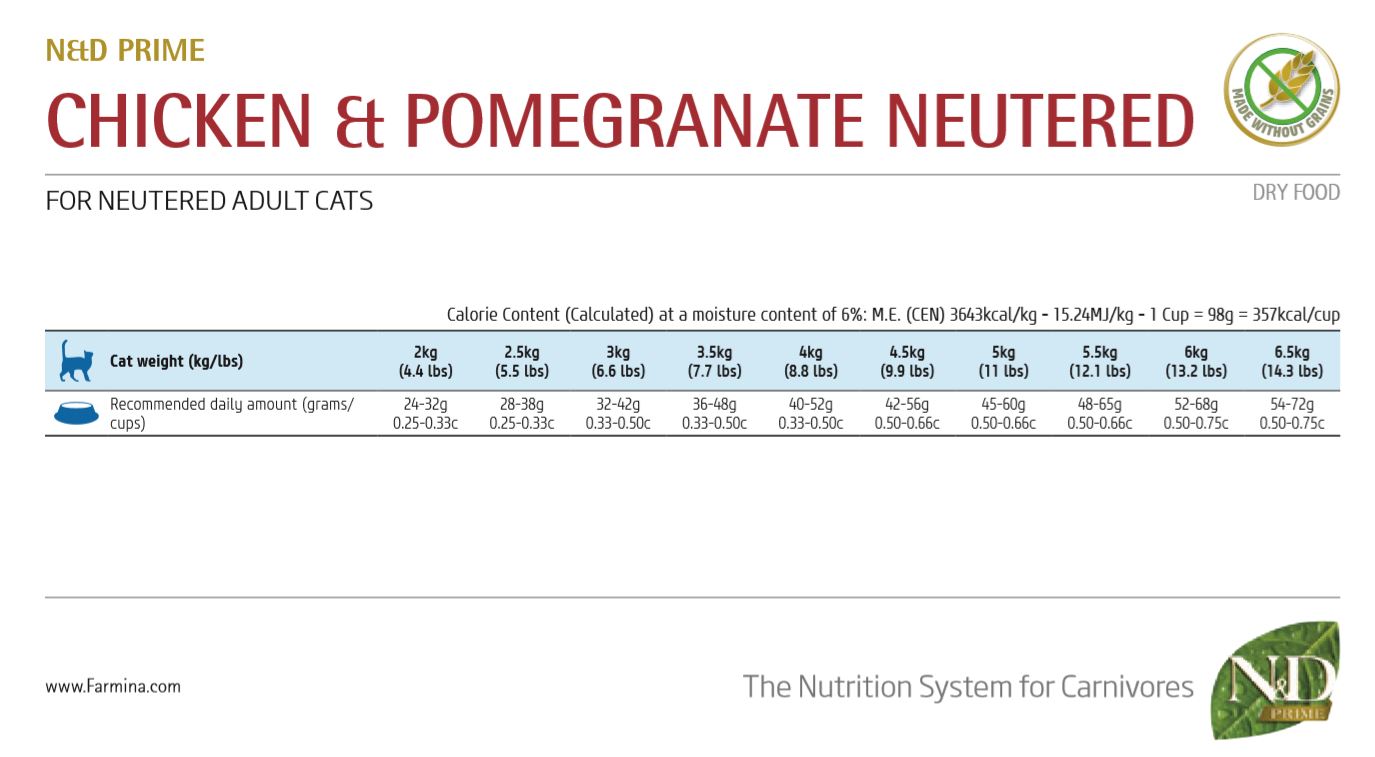 N&D PRIME
CHICKEN & POMEGRANATE NEUTERED
MADE WITHOUT GRAINS
FOR NEUTERED ADULT CATS
DRY FOOD
Calorie Content (Calculated) at a moisture content of 6%: M.E. (CEN) 3643kcal/kg - 15.24MJ/kg - 1 Cup = 98g = 357kcal/cup
Cat weight (kg/lbs) 2kg (4.4 lbs) 2.5kg (5.5 lbs) 3kg (6.6 lbs) 3.5kg (7.7 lbs) 4kg (8.8 lbs) 4.5kg (9.9 lbs) 5kg (11 lbs) 5.5kg (12.1 lbs) 6kg (13.2 lbs) 6.5kg (14.3 lbs)
Recommended daily amount (grams/ 24-32g 28-38g 32-42g 36-48g 40-52g 42-56g 45-60g 48-65g 52-68g 54-72g
cups) 0.25-0.33c 0.25-0.33c 0.33-0.50c 0.33-0.50c 0.33-0.50c 0.50-0.66c 0.50-0.66c 0.50-0.66c 0.50-0.75c 0.50-0.75c
www.Farmina.com
The Nutrition System for Carnivores
N&D
PRIME